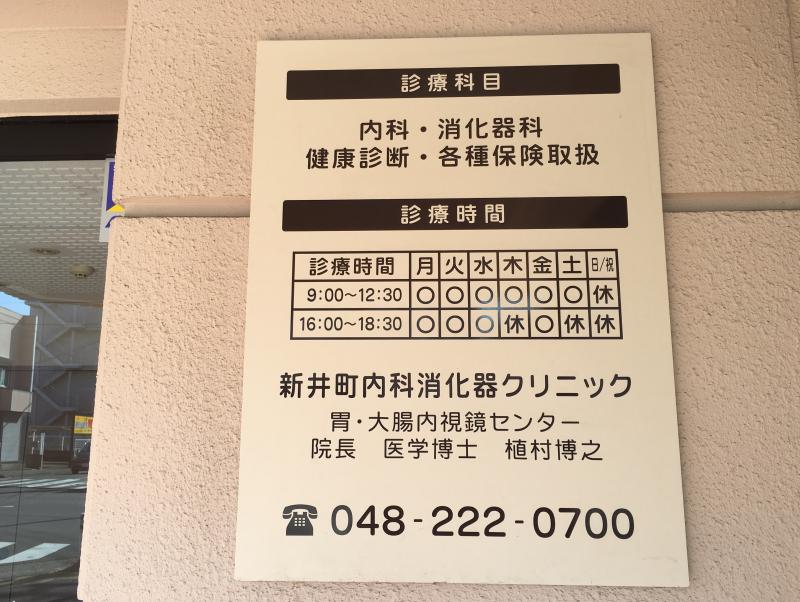 診療科目
内科・消化器科
健康診断・各種保険取扱
診療時間
診療時間 月 火 水 木 金 土 日/祝
9:00～12:30 〇 〇 〇 〇 〇 〇 休
16:00～18:30 〇 〇 〇 休 〇 休 休
新井町内科消化器クリニック
胃・大腸内視鏡センター
院長 医学博士 植村博之
☎ 048-222-0700